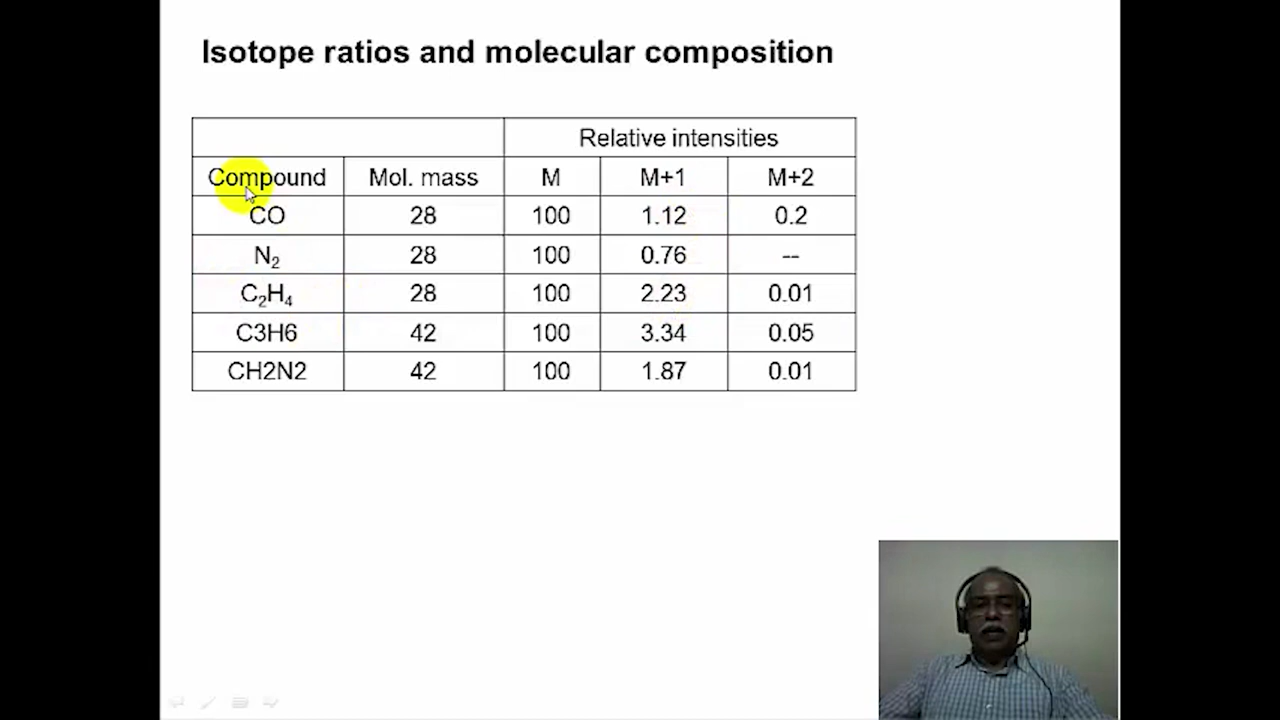 Isotope ratios and molecular composition
Relative intensities
Compound Mol. mass M M+1 M+2
CO 28 100 1.12 0.2
N₂ 28 100 0.76 --
C₂H₄ 28 100 2.23 0.01
C3H6 42 100 3.34 0.05
CH2N2 42 100 1.87 0.01